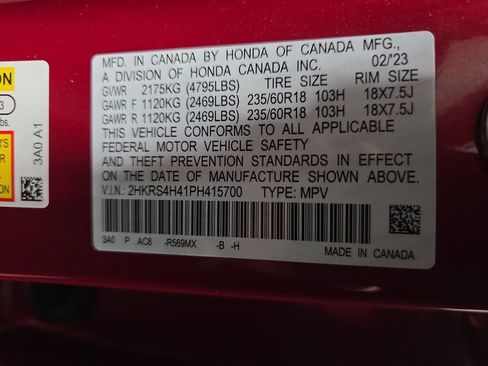 ON
3
bs.
3A0 A1
MFD. IN CANADA BY HONDA OF CANADA MFG.,
A DIVISION OF HONDA CANADA INC. 02/23
GVWR 2175KG (4795LBS) TIRE SIZE RIM SIZE
GAWR F 1120KG (2469LBS) 235/60R18 103H 18X7.5J
GAWR R 1120KG (2469LBS) 235/60R18 103H 18X7.5J
THIS VEHICLE CONFORMS TO ALL APPLICABLE
FEDERAL MOTOR VEHICLE SAFETY
AND THEFT PREVENTION STANDARDS IN EFFECT
ON THE DATE OF MANUFACTURE SHOWN ABOVE.
V.I.N.: 2HKRS4H41PH415700 TYPE: MPV
3A0 P AC8 -R569MX -B -H
MADE IN CANADA